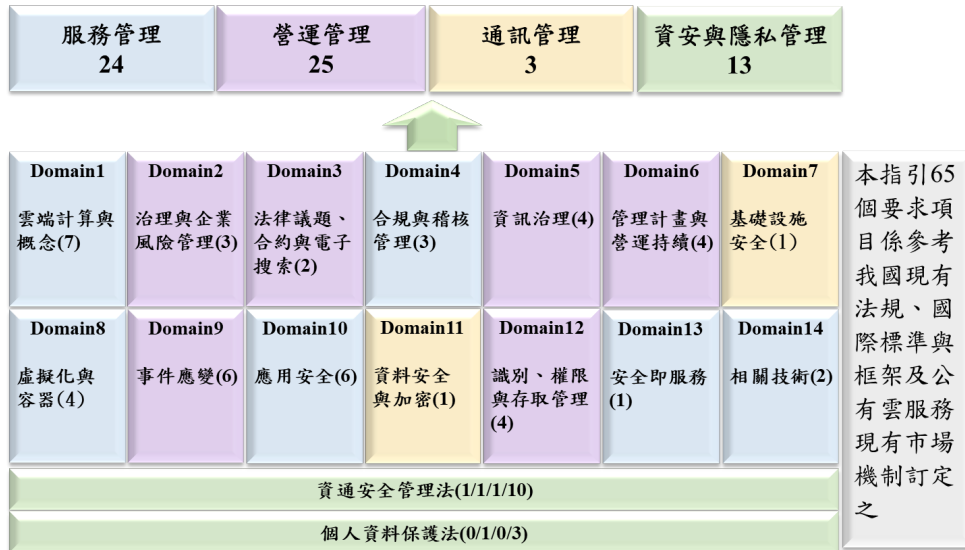 服務管理
24
營運管理
25
通訊管理
3
資安與隱私管理
13
Domain1
雲端計算與
概念(7)
Domain2
治理與企業
風險管理(3)
Domain3
法律議題、
合約與電子
搜索(2)
Domain4
合規與稽核
管理(3)
Domain5
資訊治理(4)
Domain6
管理計畫與
營運持續(4)
Domain7
基礎設施
安全(1)
Domain8
虛擬化與
容器(4)
Domain9
事件應變(6)
Domain10
應用安全(6)
Domain11
資料安全
與加密(1)
Domain12
識別、權限
與存取管理
(4)
Domain13
安全即服務
(1)
Domain14
相關技術(2)
資通安全管理法(1/1/1/10)
個人資料保護法(0/1/0/3)
本指引65
個要求項
目係參考
我國現有
法規、國
際標準與
框架及公
有雲服務
現有市場
機制訂定
之